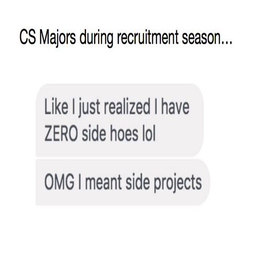 CS Majors during recruitment season...
Like I just realized I have
ZERO side hoes lol
OMG I meant side projects